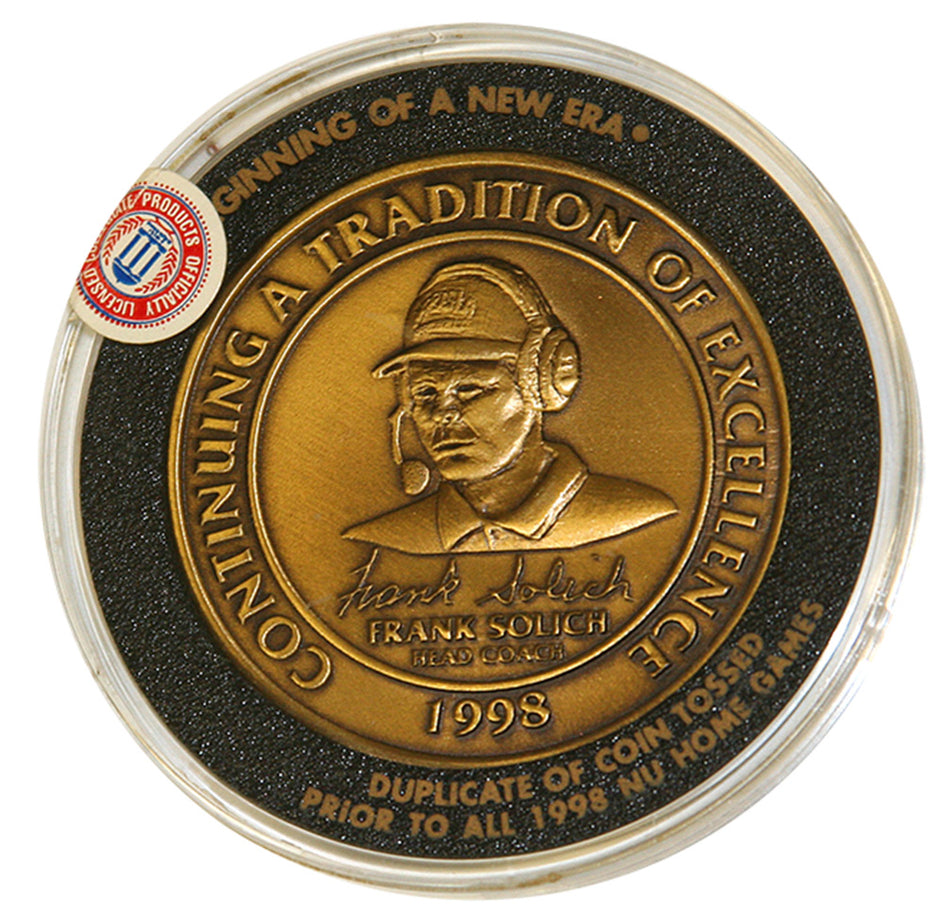 GINNING OF A NEW ERA •
CONTINUING A TRADITION OF EXCELLENCE
Frank Solich
FRANK SOLICH
HEAD COACH
1998
DUPLICATE OF COIN TOSSED
PRIOR TO ALL 1998 NU HOME GAMES
PRODUCTS OFFICIALLY LICENSED